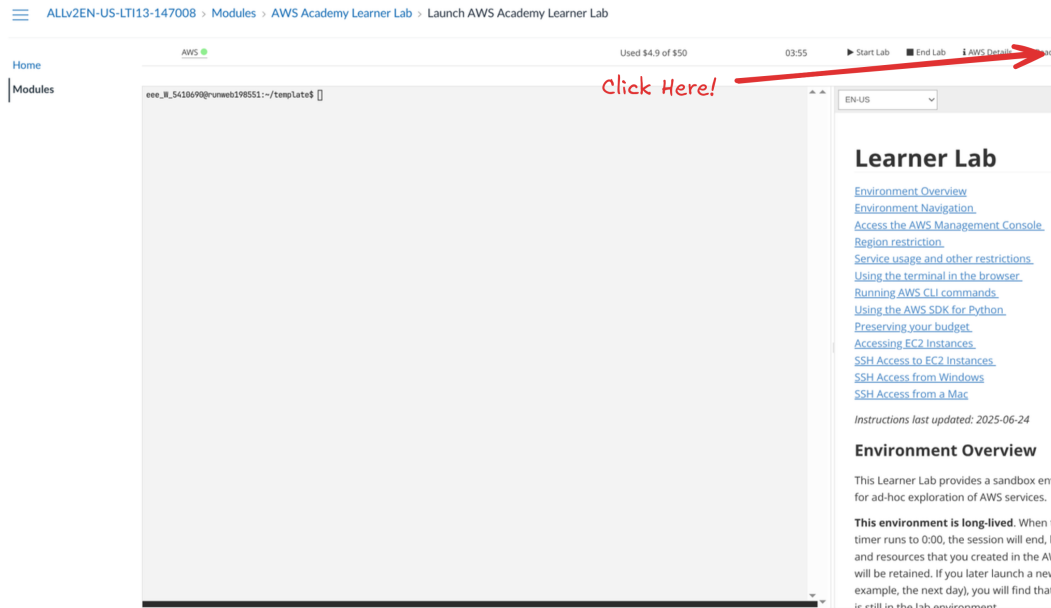 ALLv2EN-US-LTI13-147008 > Modules > AWS Academy Learner Lab > Launch AWS Academy Learner Lab
Home
Modules
AWS
Used $4.9 of $50
03:55
Start Lab
End Lab
AWS Details
Click Here!
eee_W_5410690@runweb198551:~/template$
EN-US
Learner Lab
Environment Overview
Environment Navigation
Access the AWS Management Console
Region restriction
Service usage and other restrictions
Using the terminal in the browser
Running AWS CLI commands
Using the AWS SDK for Python
Preserving your budget
Accessing EC2 Instances
SSH Access to EC2 Instances
SSH Access from Windows
SSH Access from a Mac
Instructions last updated: 2025-06-24
Environment Overview
This Learner Lab provides a sandbox
for ad-hoc exploration of AWS services.
This environment is long-lived. When
timer runs to 0:00, the session will end,
and resources that you created in the
will be retained. If you later launch a
example, the next day), you will find
is still in the lab environment